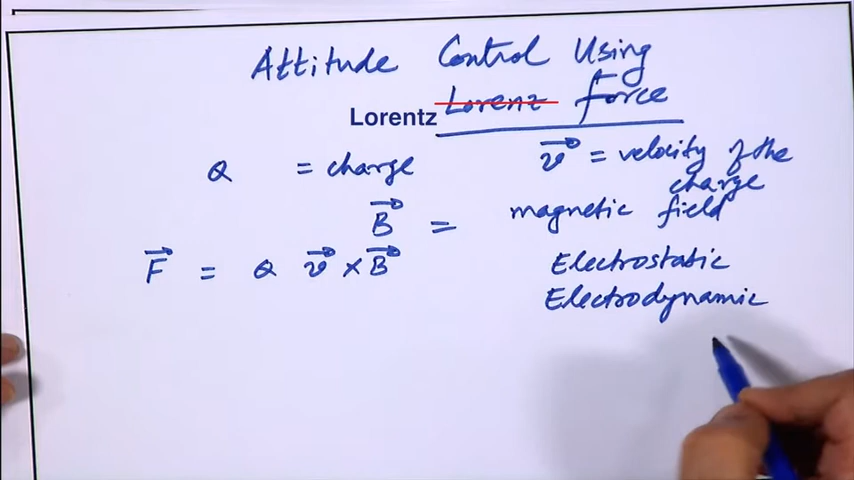 Attitude Control Using
Lorentz Lorenz force
Q = charge
v = velocity of the
charge
B = magnetic field
F = Q v × B
Electrostatic
Electrodynamic